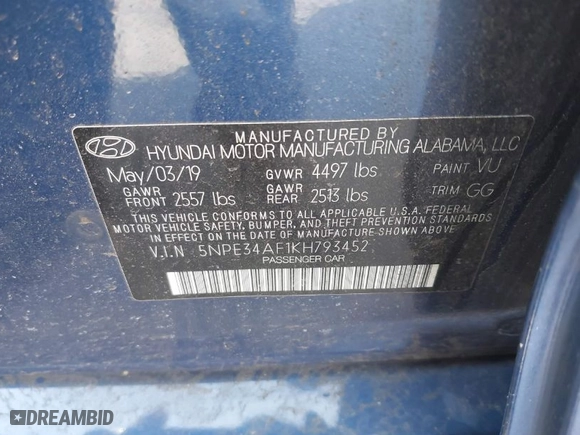 MANUFACTURED BY
HYUNDAI MOTOR MANUFACTURING ALABAMA, LLC
May/03/19 GVWR 4497 lbs PAINT VU
GAWR FRONT 2557 lbs GAWR REAR 2513 lbs TRIM GG
THIS VEHICLE CONFORMS TO ALL APPLICABLE U.S.A. FEDERAL
MOTOR VEHICLE SAFETY, BUMPER, AND THEFT PREVENTION STANDARDS
IN EFFECT ON THE DATE OF MANUFACTURE SHOWN ABOVE.
V.I.N 5NPE34AF1KH793452
PASSENGER CAR
DREAMBID